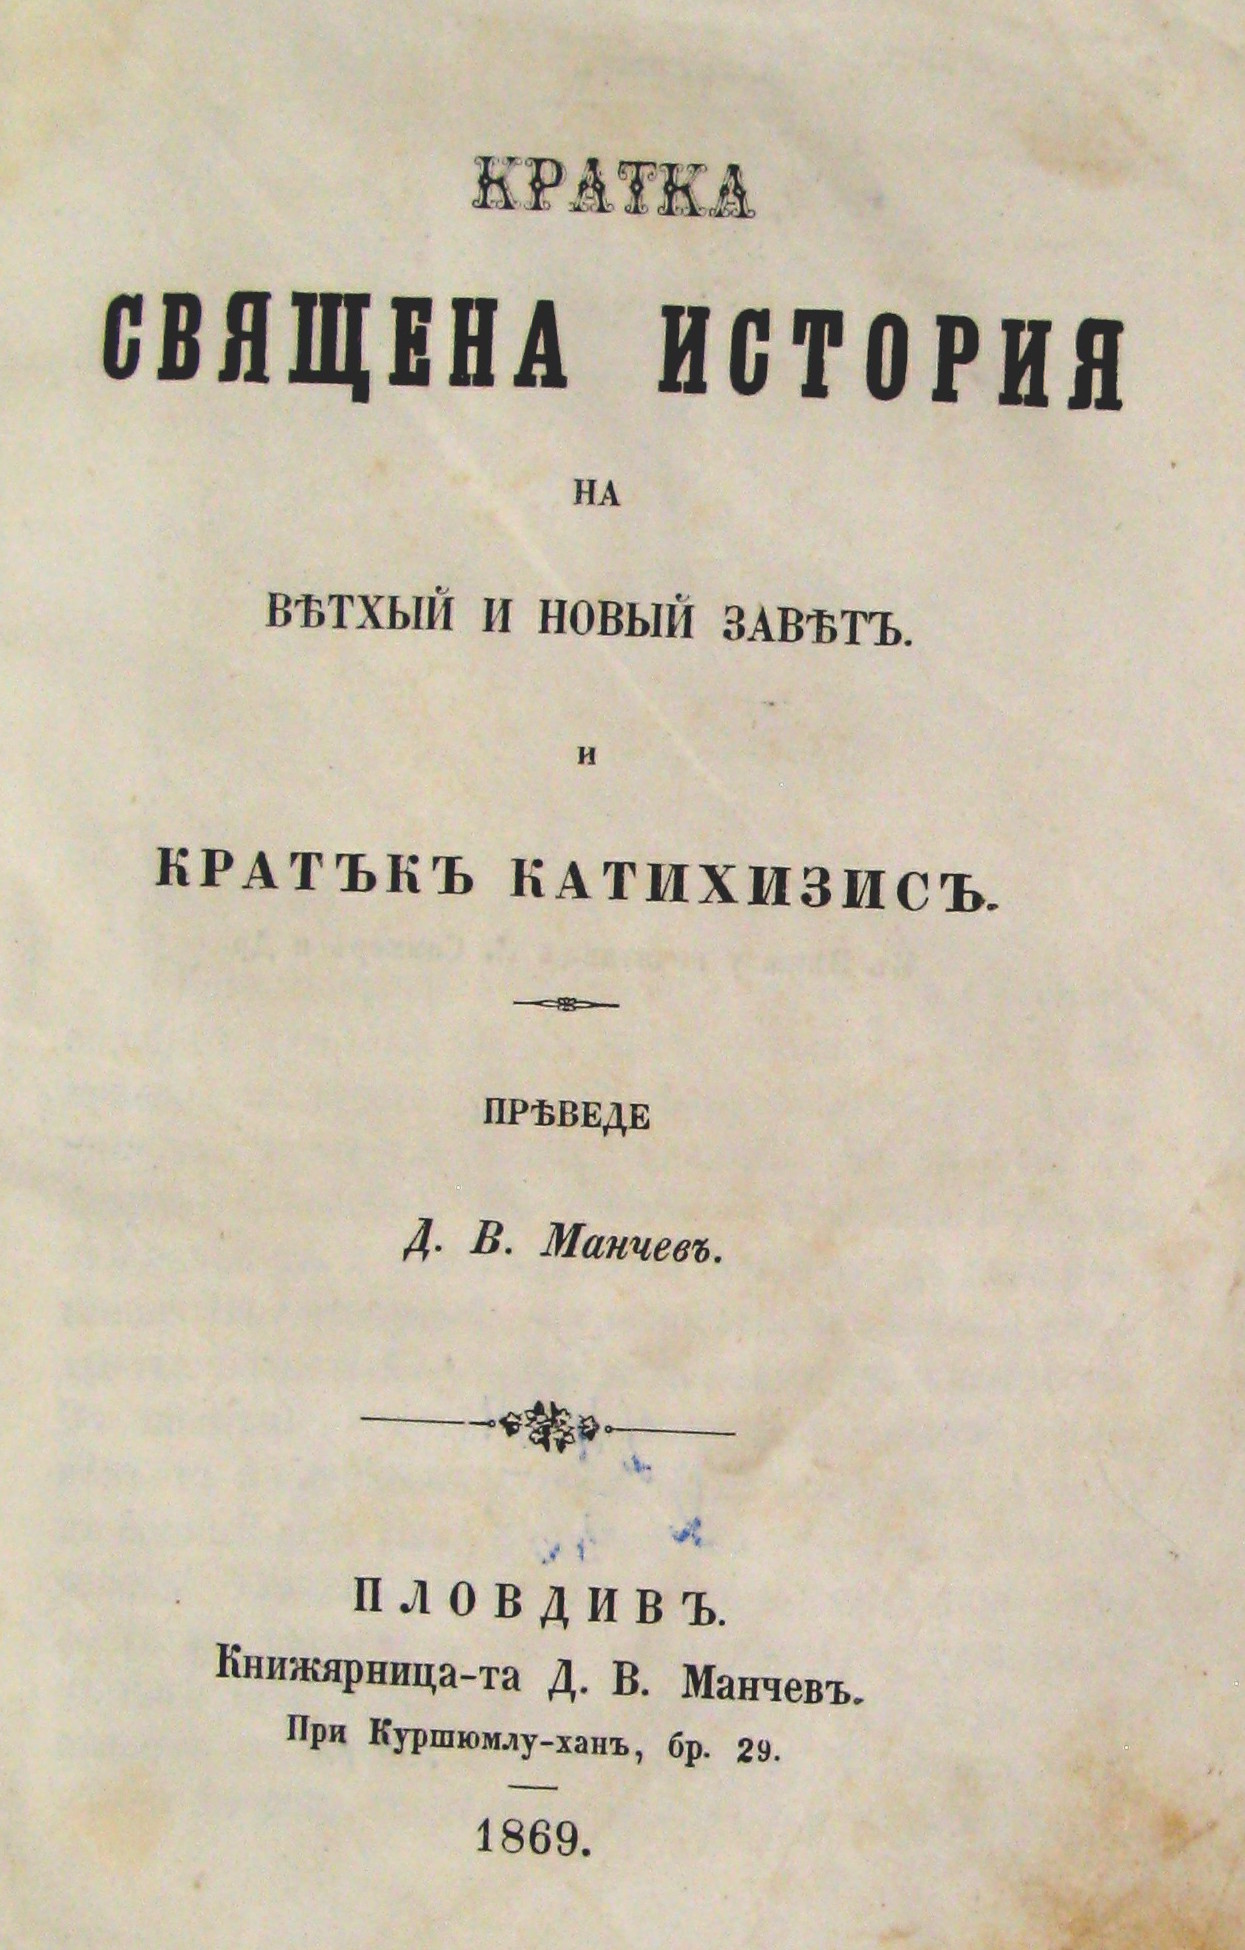 КРАТКА
СВЯЩЕНА ИСТОРИЯ
НА
ВѢТХЫЙ И НОВЫЙ ЗАВѢТЪ.
И
КРАТЪКЪ КАТИХИЗИСЪ.
ПРѢВЕДЕ
Д. В. Манчевъ.
ПЛОВДИВЪ.
Книжярница-та Д. В. Манчевъ.
При Куршюмлу-ханъ, бр. 29.
1869.